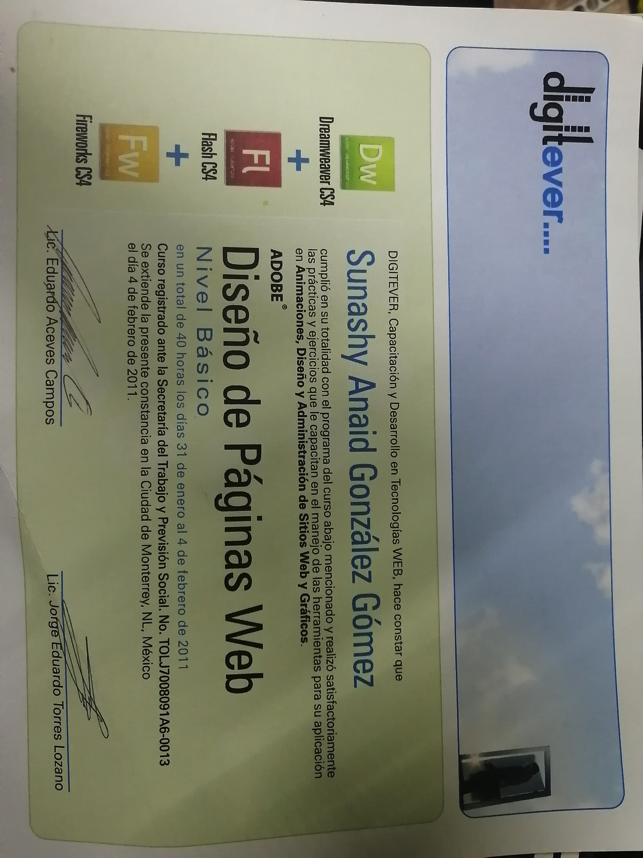 digitever....
Dw
Dreamweaver CS4
+
Fl
Flash CS4
+
Fw
Fireworks CS4
DIGITEVER, Capacitación y Desarrollo en Tecnologías WEB, hace constar que
Sunashy Anaid González Gómez
cumplió en su totalidad con el programa del curso abajo mencionado y realizó satisfactoriamente
las prácticas y ejercicios que le capacitan en el manejo de las herramientas para su aplicación
en Animaciones, Diseño y Administración de Sitios Web y Gráficos.
ADOBE®
Diseño de Páginas Web
Nivel Básico
en un total de 40 horas los días 31 de enero al 4 de febrero de 2011
Curso registrado ante la Secretaría del Trabajo y Previsión Social. No. TOLJ7008091A6-0013
Se extiende la presente constancia en la Ciudad de Monterrey, NL, México
el día 4 de febrero de 2011.
Lic. Eduardo Aceves Campos
Lic. Jorge Eduardo Torres Lozano